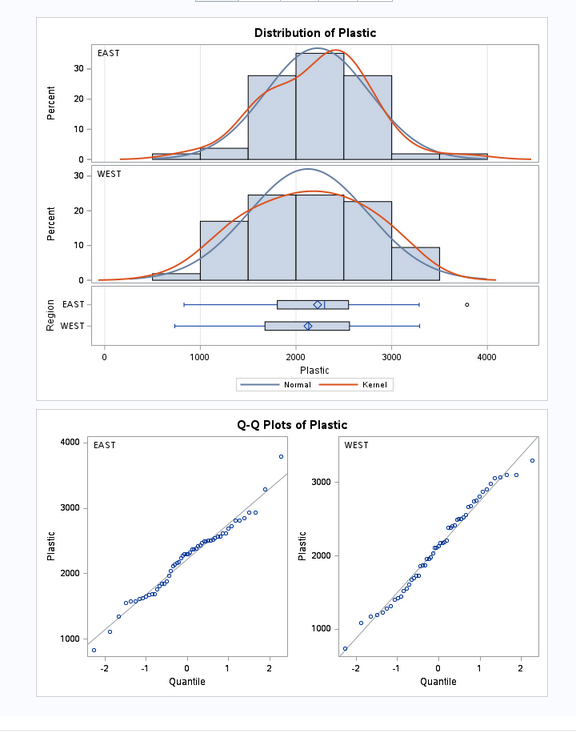 Distribution of Plastic
EAST
Percent
30
20
10
0
WEST
Percent
30
20
10
0
Region
EAST
WEST
0 1000 2000 3000 4000
Plastic
Normal Kernel
Q-Q Plots of Plastic
EAST
Plastic
4000
3000
2000
1000
-2 -1 0 1 2
Quantile
WEST
Plastic
3000
2000
1000
-2 -1 0 1 2
Quantile